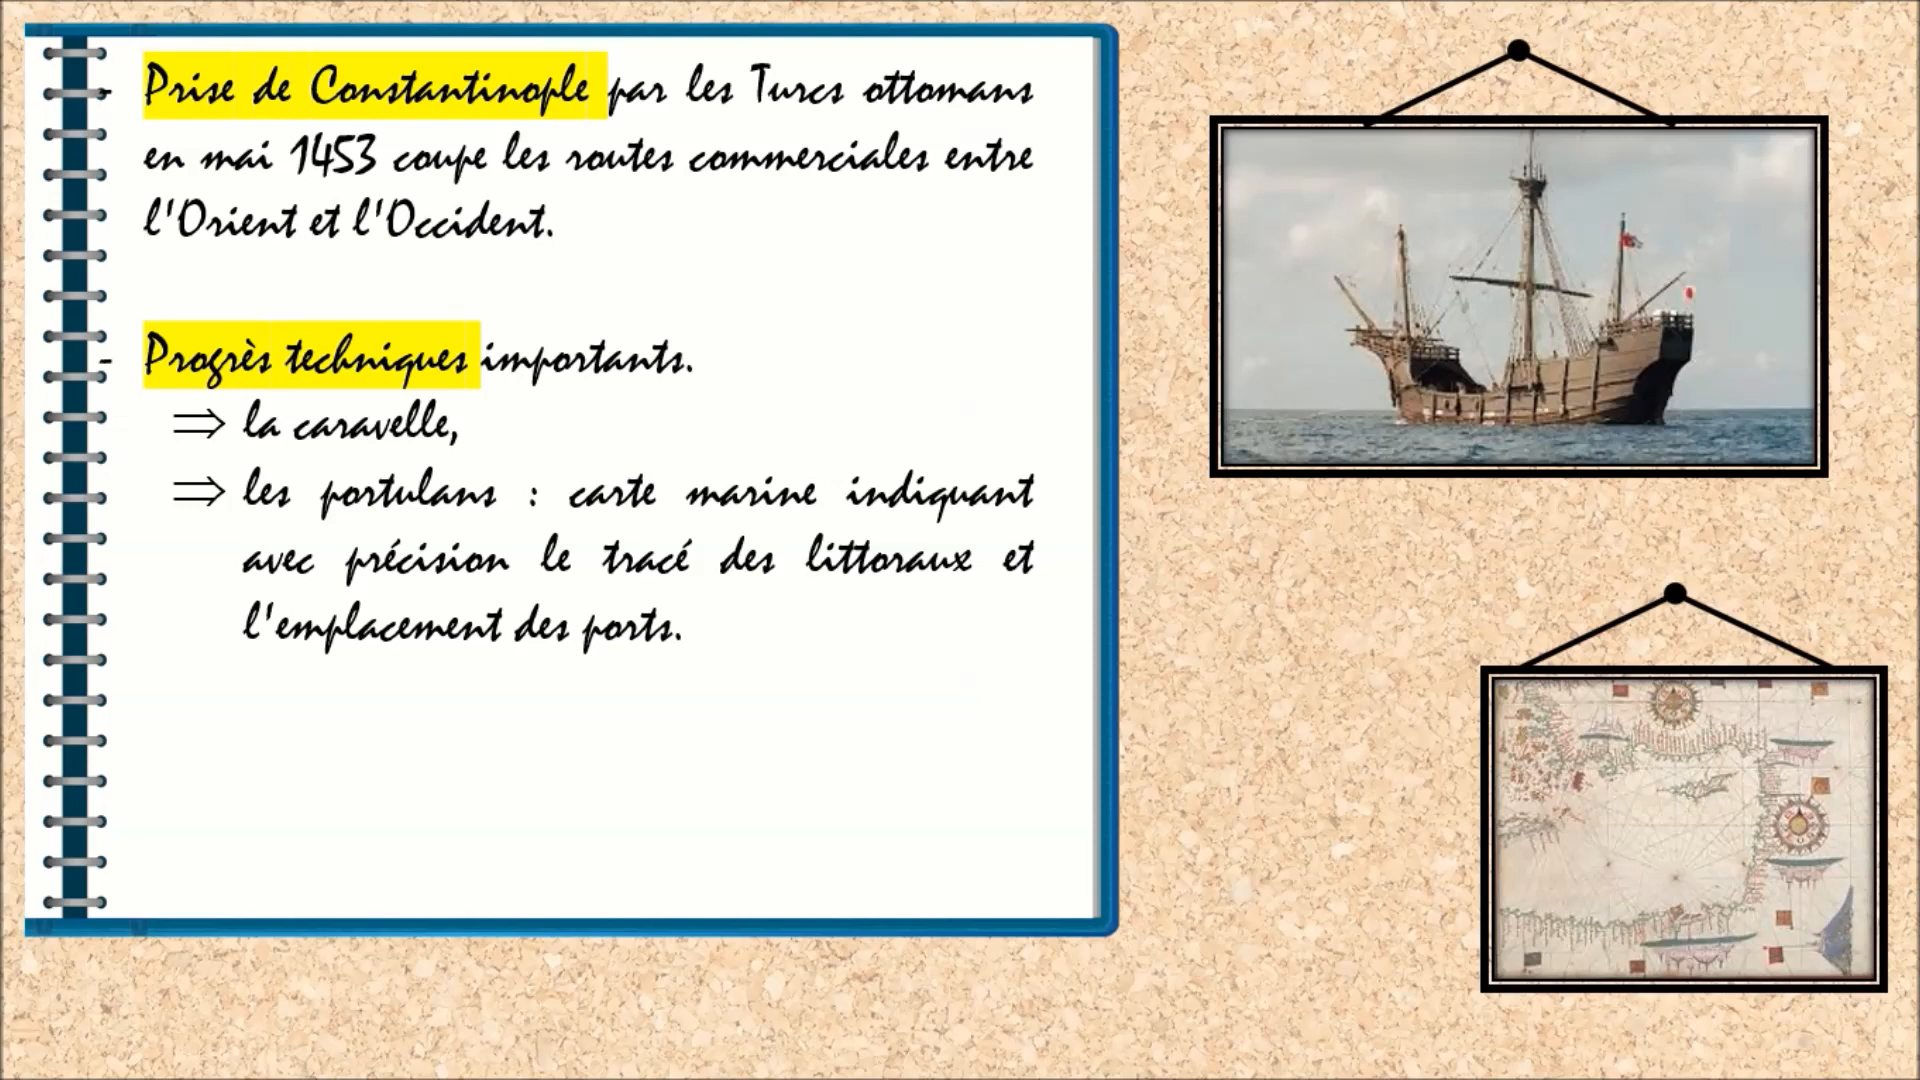 - Prise de Constantinople par les Turcs ottomans
en mai 1453 coupe les routes commerciales entre
l'Orient et l'Occident.
- Progrès techniques importants.
⇒ la caravelle,
⇒ les portulans : carte marine indiquant
avec précision le tracé des littoraux et
l'emplacement des ports.